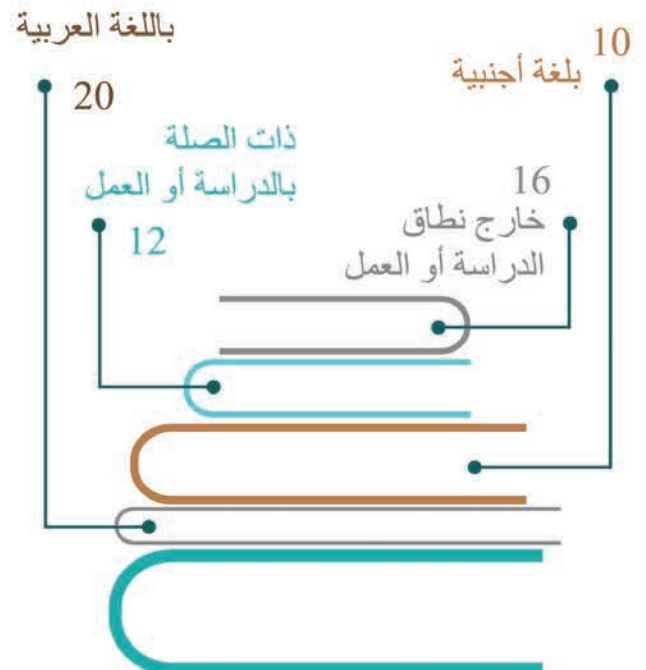 باللغة العربية
20
10
بلغة أجنبية
ذات الصلة
بالدراسة أو العمل
12
16
خارج نطاق
الدراسة أو العمل